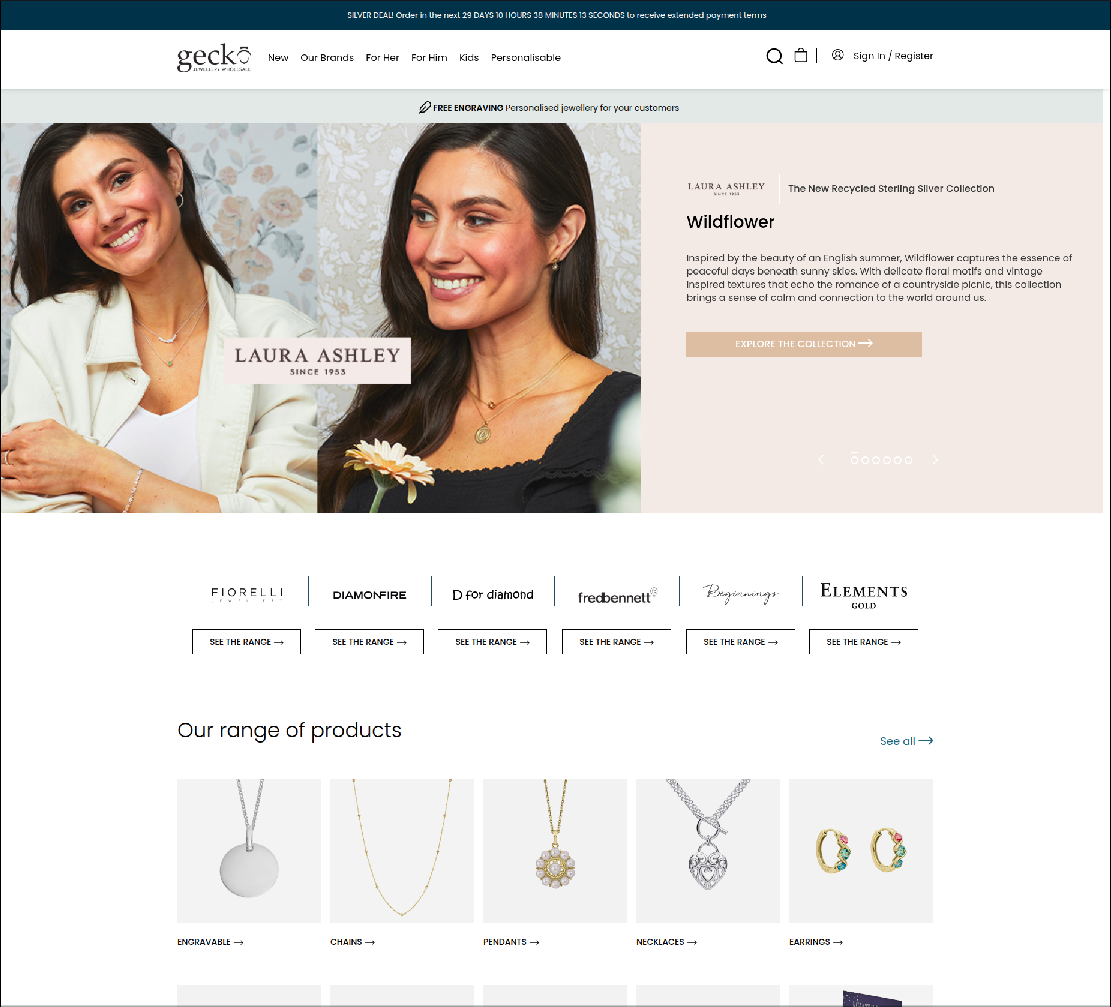 SILVER DEAL! Order in the next 29 DAYS 10 HOURS 38 MINUTES 13 SECONDS to receive extended payment terms
gecko
JEWELLERY WHOLESALE
New
Our Brands
For Her
For Him
Kids
Personalisable
Sign In / Register
FREE ENGRAVING Personalised jewellery for your customers
LAURA ASHLEY
SINCE 1953
LAURA ASHLEY
SINCE 1953
The New Recycled Sterling Silver Collection
Wildflower
Inspired by the beauty of an English summer, Wildflower captures the essence of
peaceful days beneath sunny skies. With delicate floral motifs and vintage
inspired textures that echo the romance of a countryside picnic, this collection
brings a sense of calm and connection to the world around us.
EXPLORE THE COLLECTION
FIORELLI
DIAMONFIRE
D for diamond
fredbennett
Beginnings
ELEMENTS
GOLD
SEE THE RANGE
SEE THE RANGE
SEE THE RANGE
SEE THE RANGE
SEE THE RANGE
SEE THE RANGE
Our range of products
See all
ENGRAVABLE
CHAINS
PENDANTS
NECKLACES
EARRINGS